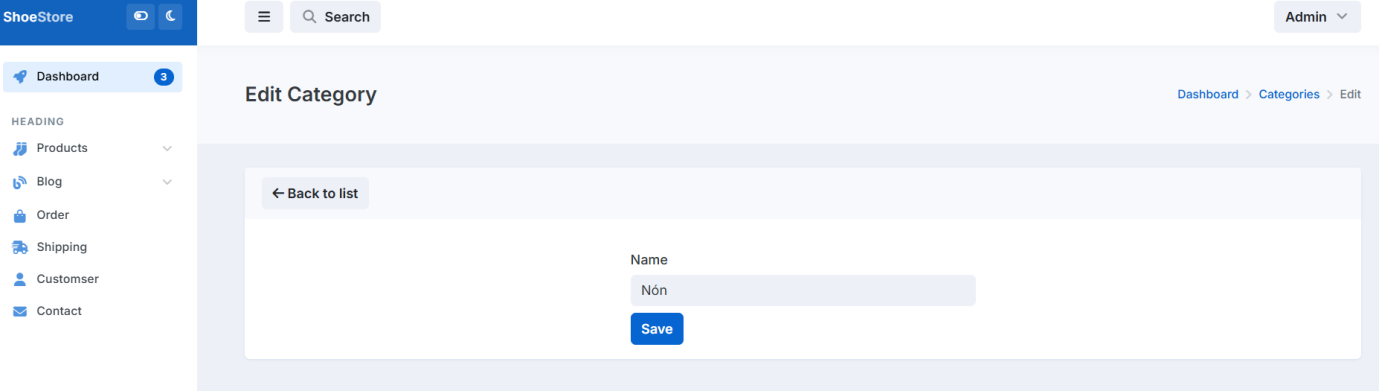 ShoeStore
Search
Admin
Dashboard 3
HEADING
Products
Blog
Order
Shipping
Customser
Contact
Edit Category
Dashboard > Categories > Edit
← Back to list
Name
Nón
Save